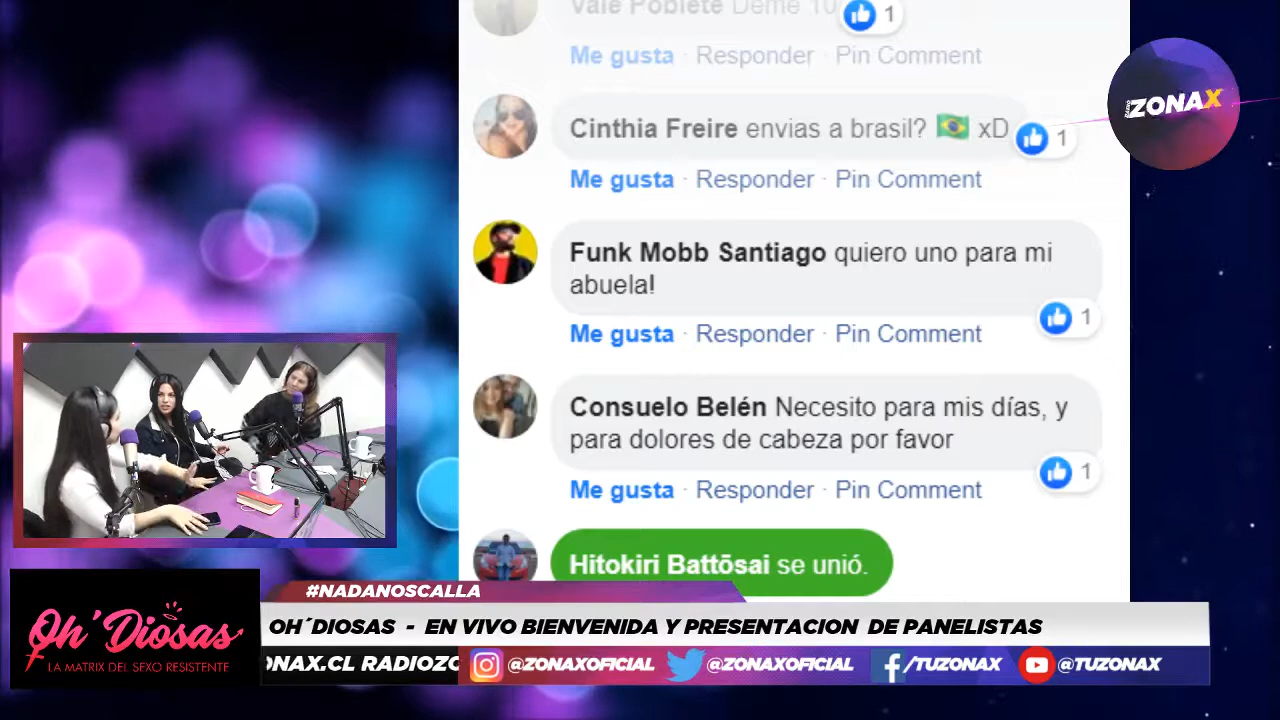 Vale Poblete Deme 10
1
Me gusta · Responder · Pin Comment
Cinthia Freire envias a brasil? 🇧🇷 xD
1
Me gusta · Responder · Pin Comment
Funk Mobb Santiago quiero uno para mi
abuela!
1
Me gusta · Responder · Pin Comment
Consuelo Belén Necesito para mis días, y
para dolores de cabeza por favor
1
Me gusta · Responder · Pin Comment
Hitokiri Battōsai se unió.
ZONAX
Oh´Diosas
LA MATRIX DEL SEXO RESISTENTE
#NADANOSCALLA
OH´DIOSAS - EN VIVO BIENVENIDA Y PRESENTACION DE PANELISTAS
ONAX.CL RADIOZO
@ZONAXOFICIAL
@ZONAXOFICIAL
/TUZONAX
@TUZONAX